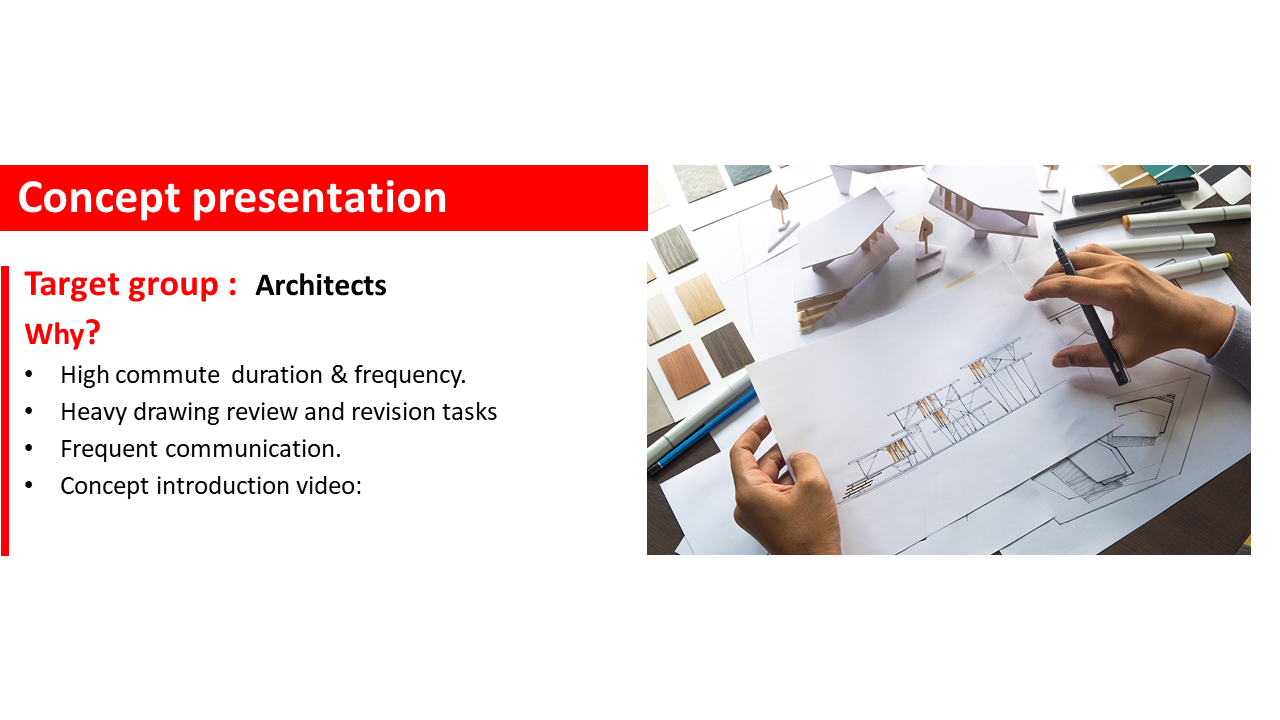 Concept presentation
Target group : Architects
Why?
• High commute  duration & frequency.
• Heavy drawing review and revision tasks
• Frequent communication.
• Concept introduction video: